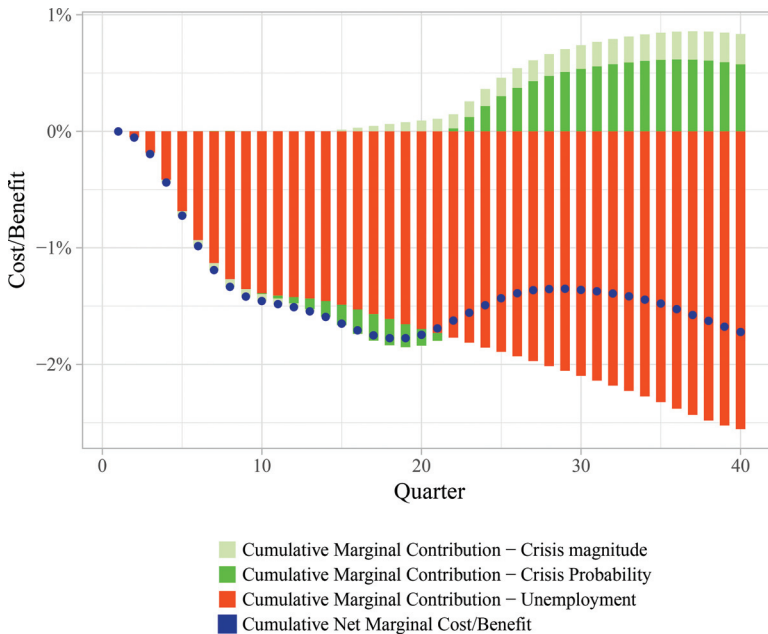 1%
0%
−1%
−2%
Cost/Benefit
0
10
20
30
40
Quarter
Cumulative Marginal Contribution − Crisis magnitude
Cumulative Marginal Contribution − Crisis Probability
Cumulative Marginal Contribution − Unemployment
Cumulative Net Marginal Cost/Benefit